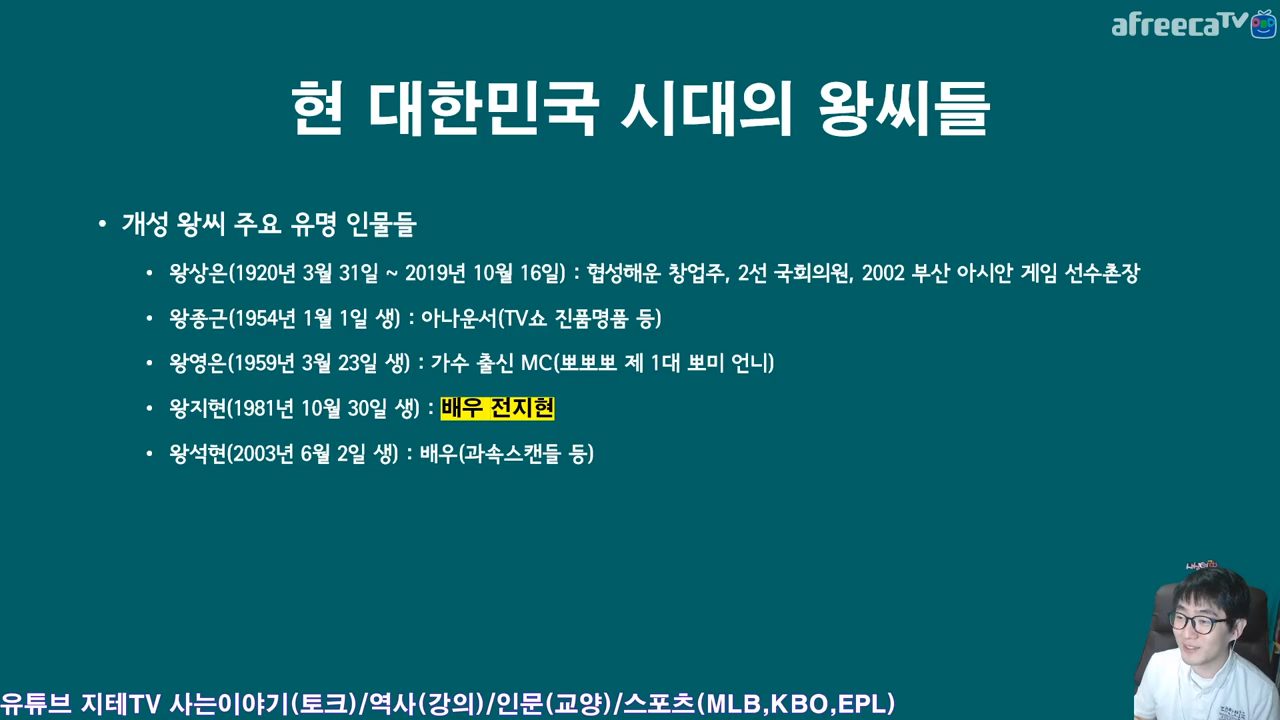 afreecaTV
현 대한민국 시대의 왕씨들
• 개성 왕씨 주요 유명 인물들
• 왕상은(1920년 3월 31일 ~ 2019년 10월 16일) : 협성해운 창업주, 2선 국회의원, 2002 부산 아시안 게임 선수촌장
• 왕종근(1954년 1월 1일 생) : 아나운서(TV쇼 진품명품 등)
• 왕영은(1959년 3월 23일 생) : 가수 출신 MC(뽀뽀뽀 제 1대 뽀미 언니)
• 왕지현(1981년 10월 30일 생) : 배우 전지현
• 왕석현(2003년 6월 2일 생) : 배우(과속스캔들 등)
유튜브 지테TV 사는이야기(토크)/역사(강의)/인문(교양)/스포츠(MLB,KBO,EPL)